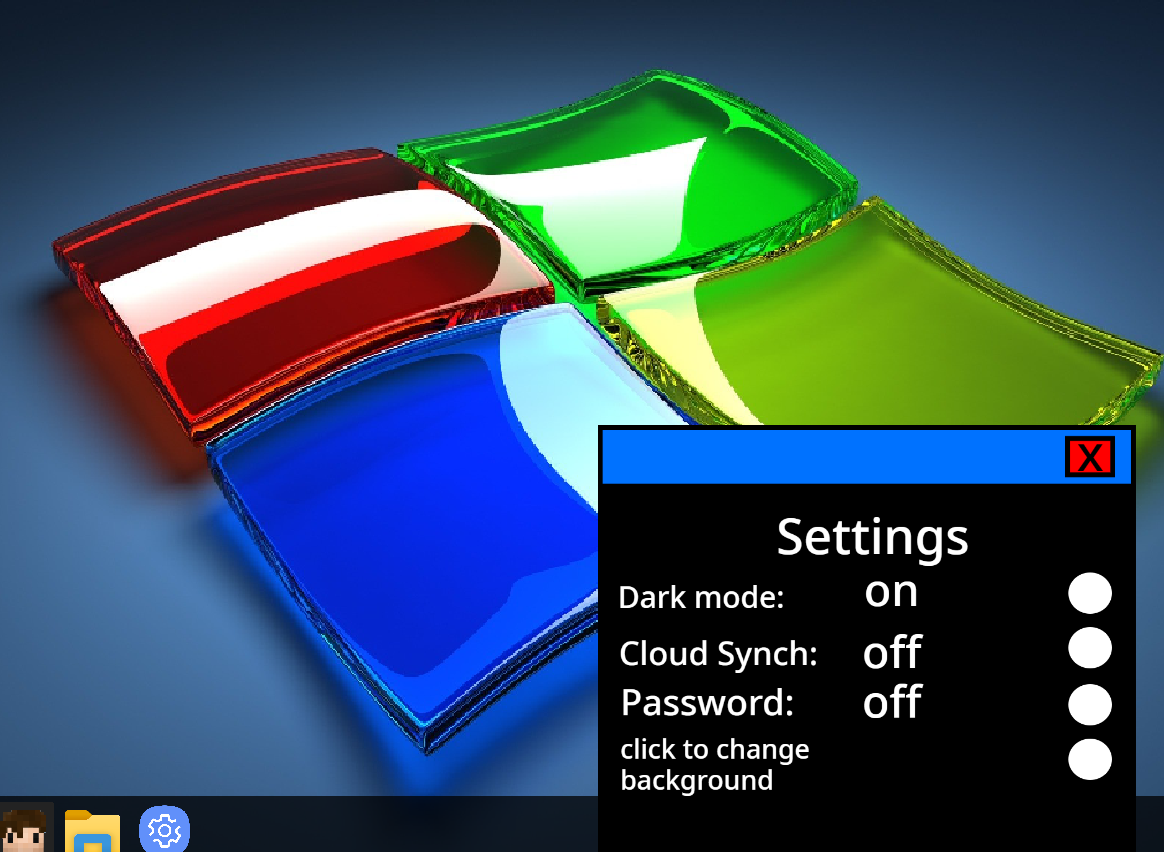 X
Settings
Dark mode: on
Cloud Synch: off
Password: off
click to change
background